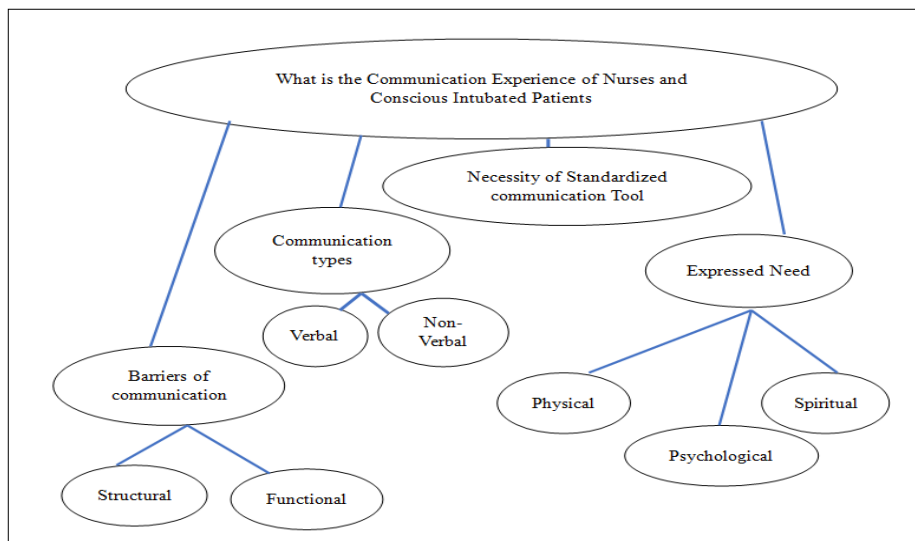 What is the Communication Experience of Nurses and
Conscious Intubated Patients
Necessity of Standardized
communication Tool
Communication
types
Expressed Need
Verbal
Non-
Verbal
Barriers of
communication
Physical
Spiritual
Psychological
Structural
Functional